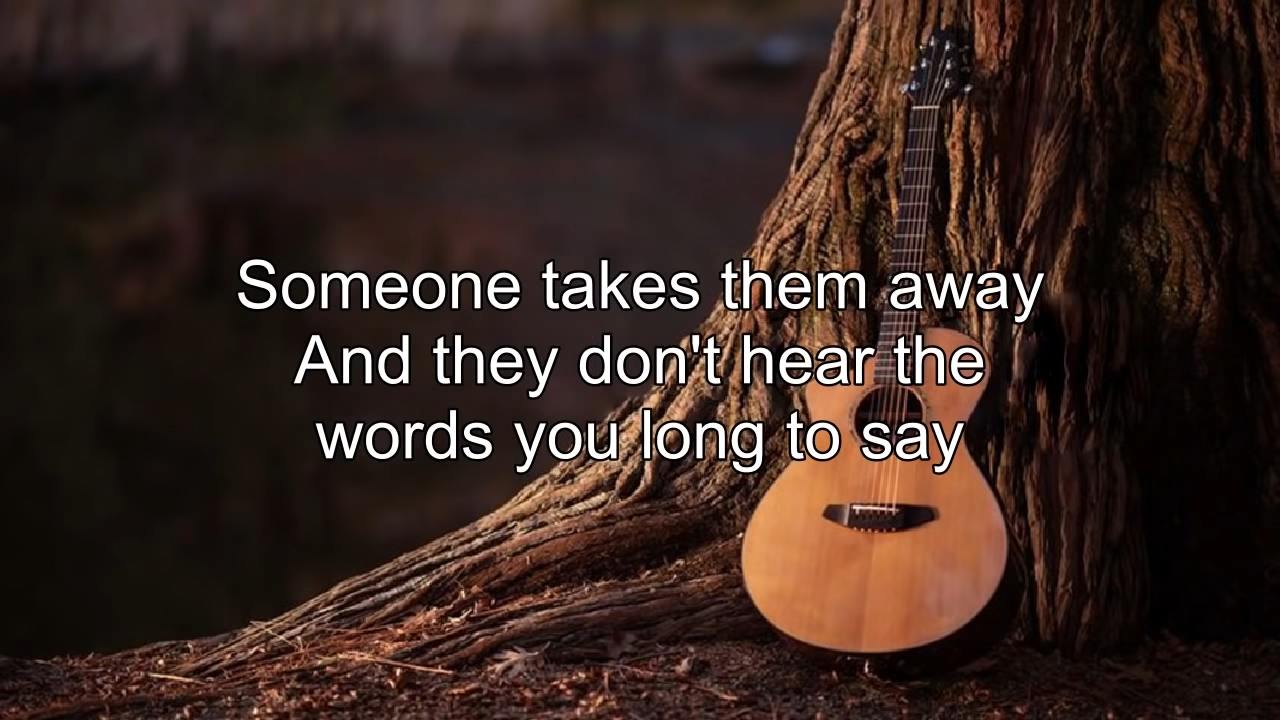 Someone takes them away
And they don't hear the
words you long to say